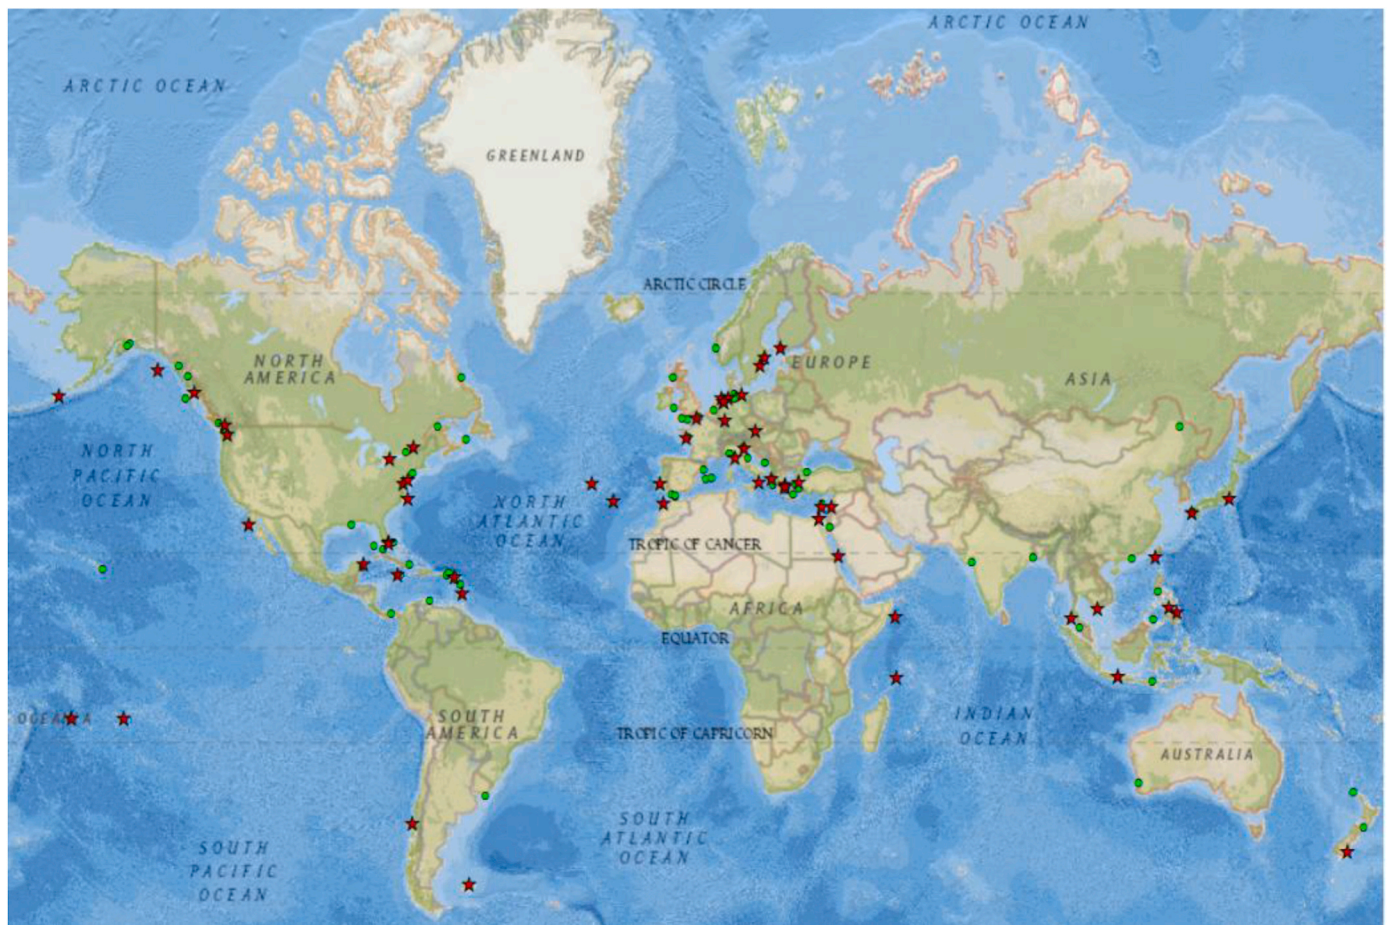 ARCTIC OCEAN
ARCTIC OCEAN
GREENLAND
ARCTIC CIRCLE
NORTH
AMERICA
EUROPE
ASIA
NORTH
PACIFIC
OCEAN
NORTH
ATLANTIC
OCEAN
TROPIC OF CANCER
AFRICA
EQUATOR
OCEANIA
SOUTH
AMERICA
TROPIC OF CAPRICORN
INDIAN
OCEAN
AUSTRALIA
SOUTH
ATLANTIC
OCEAN
SOUTH
PACIFIC
OCEAN